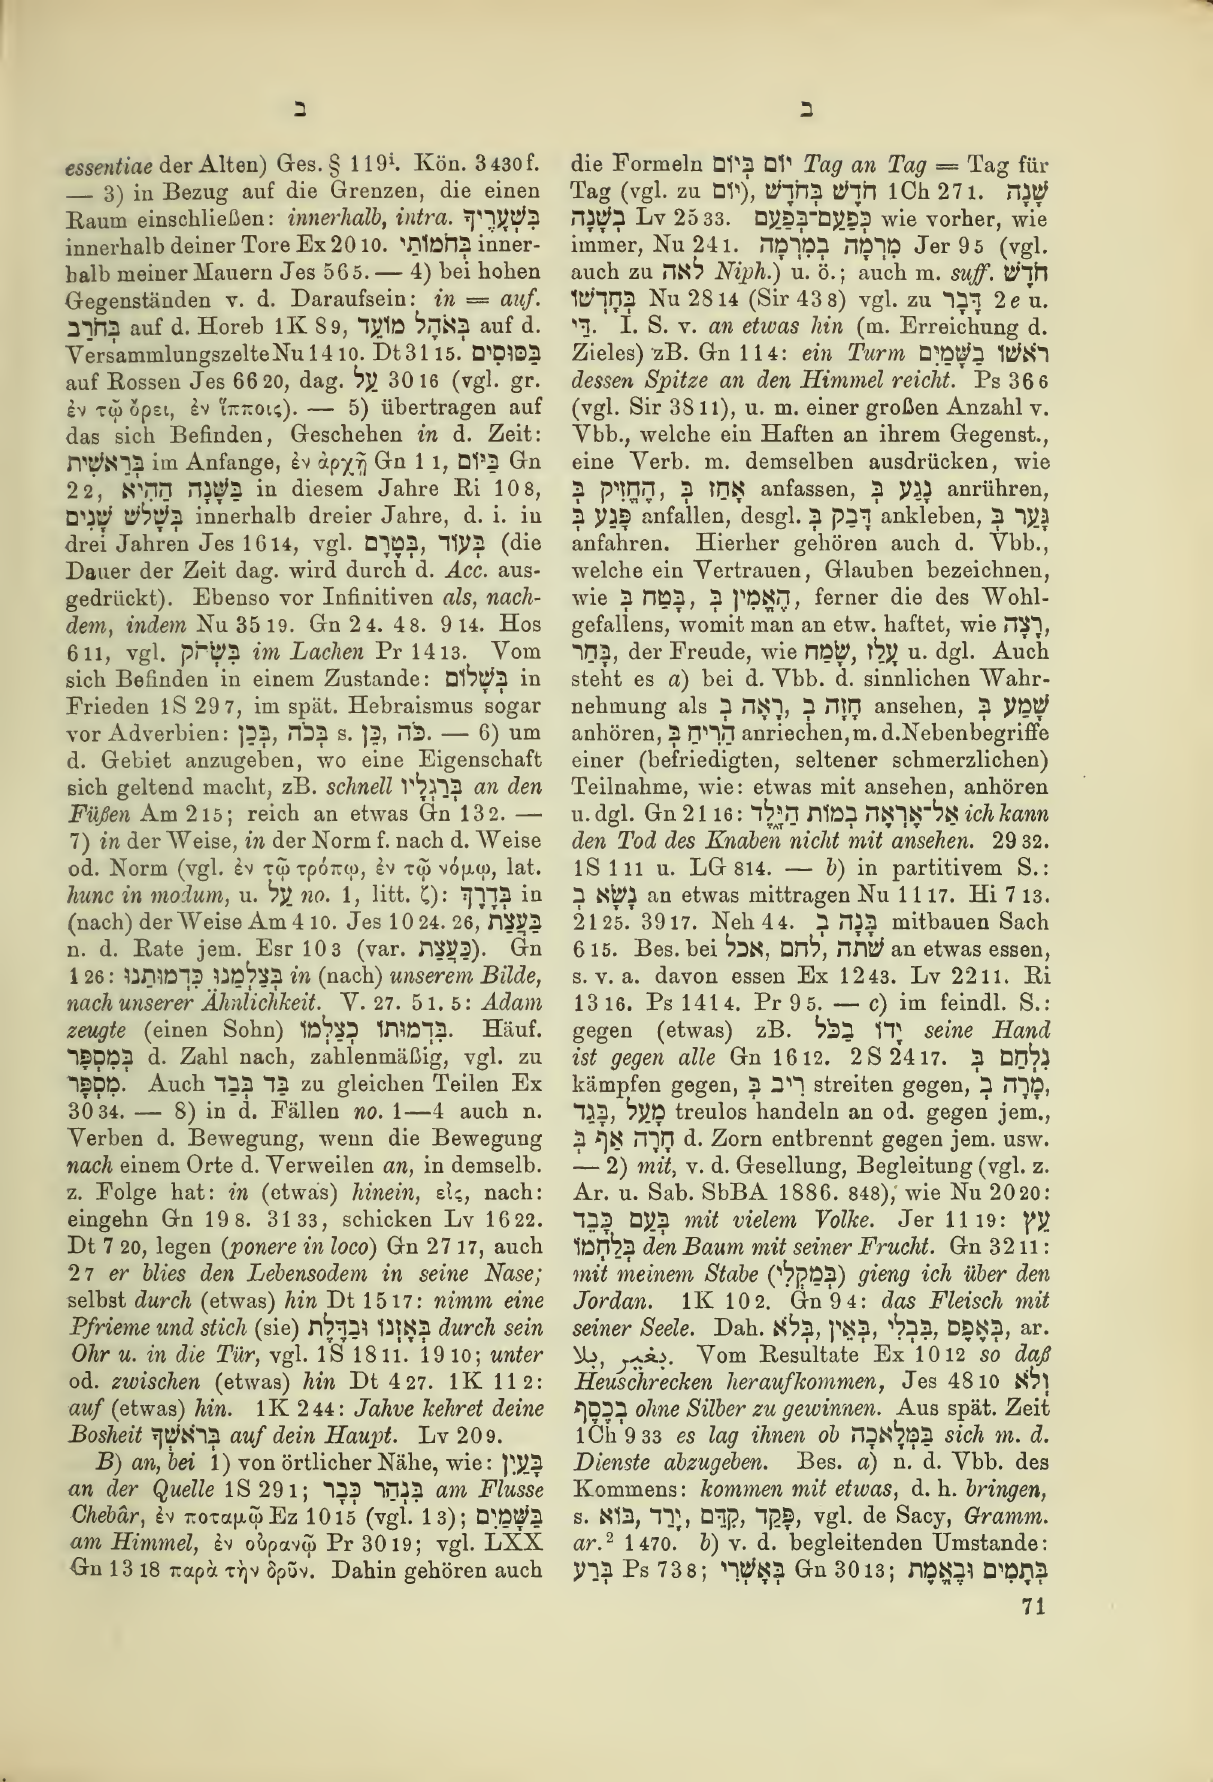 ב
ב
essentiae der Alten) Ges. § 119i. Kön. 3 430 f.
— 3) in Bezug auf die Grenzen, die einen
Raum einschließen: innerhalb, intra. בִּשְׁעָרֶיךָ
innerhalb deiner Tore Ex 20 10. בְּחֹמוֹתַי inner-
halb meiner Mauern Jes 56 5. — 4) bei hohen
Gegenständen v. d. Daraufsein: in = auf.
בְּחֹרֵב auf d. Horeb 1K 8 9, בְּאֹהֶל מוֹעֵד auf d.
Versammlungszelte Nu 14 10. Dt 31 15. בַּסּוּסִים
auf Rossen Jes 66 20, dag. עַל 30 16 (vgl. gr.
ἐν τῷ ὄρει, ἐν ἵπποις). — 5) übertragen auf
das sich Befinden, Geschehen in d. Zeit:
בְּרֵאשִׁית im Anfange, ἐν ἀρχῇ Gn 1 1, בַּיּוֹם Gn
2 2, בַּשָּׁנָה הַהִיא in diesem Jahre Ri 10 8,
בְּשָׁלֹשׁ שָׁנִים innerhalb dreier Jahre, d. i. in
drei Jahren Jes 16 14, vgl. בְּעוֹד, בְּטֶרֶם (die
Dauer der Zeit dag. wird durch d. Acc. aus-
gedrückt). Ebenso vor Infinitiven als, nach-
dem, indem Nu 35 19. Gn 2 4. 4 8. 9 14. Hos
6 11, vgl. בִּשְׂחֹק im Lachen Pr 14 13. Vom
sich Befinden in einem Zustande: בְּשָׁלוֹם in
Frieden 1S 29 7, im spät. Hebraismus sogar
vor Adverbien: בְּכֹה, בְּכֵן s. כֹּה, כֵּן. — 6) um
d. Gebiet anzugeben, wo eine Eigenschaft
sich geltend macht, zB. schnell בְּרַגְלָיו an den
Füßen Am 2 15; reich an etwas Gn 13 2. —
7) in der Weise, in der Norm f. nach d. Weise
od. Norm (vgl. ἐν τῷ τρόπῳ, ἐν τῷ νόμῳ, lat.
hunc in modum, u. עַל no. 1, litt. ζ): בְּדֶרֶךְ in
(nach) der Weise Am 4 10. Jes 10 24. 26, בַּעֲצַת
n. d. Rate jem. Esr 10 3 (var. כַּעֲצַת). Gn
1 26: בְּצַלְמֵנוּ כִּדְמוּתֵנוּ in (nach) unserem Bilde,
nach unserer Ähnlichkeit. V. 27. 5 1. 5: Adam
zeugte (einen Sohn) בִּדְמוּתוֹ כְּצַלְמוֹ. Häuf.
בְּמִסְפָּר d. Zahl nach, zahlenmäßig, vgl. zu
מִסְפָּר. Auch בַּד בְּבַד zu gleichen Teilen Ex
30 34. — 8) in d. Fällen no. 1—4 auch n.
Verben d. Bewegung, wenn die Bewegung
nach einem Orte d. Verweilen an, in demselb.
z. Folge hat: in (etwas) hinein, εἰς, nach:
eingehn Gn 19 8. 31 33, schicken Lv 16 22.
Dt 7 20, legen (ponere in loco) Gn 27 17, auch
2 7 er blies den Lebensodem in seine Nase;
selbst durch (etwas) hin Dt 15 17: nimm eine
Pfrieme und stich (sie) בְּאָזְנוֹ וּבַדֶּלֶת durch sein
Ohr u. in die Tür, vgl. 1S 18 11. 19 10; unter
od. zwischen (etwas) hin Dt 4 27. 1K 11 2:
auf (etwas) hin. 1K 2 44: Jahve kehret deine
Bosheit בְּרֹאשֶׁךָ auf dein Haupt. Lv 20 9.
B) an, bei 1) von örtlicher Nähe, wie: בָּעַיִן
an der Quelle 1S 29 1; בִּנְהַר כְּבָר am Flusse
Chebâr, ἐν ποταμῷ Ez 10 15 (vgl. 1 3); בַּשָּׁמַיִם
am Himmel, ἐν οὐρανῷ Pr 30 19; vgl. LXX
Gn 13 18 παρὰ τὴν δρῦν. Dahin gehören auch
die Formeln יוֹם בְּיוֹם Tag an Tag = Tag für
Tag (vgl. zu יוֹם), חֹדֶשׁ בְּחֹדֶשׁ 1Ch 27 1. שָׁנָה
בְשָׁנָה Lv 25 53. כְּפַעַם־בְּפַעַם wie vorher, wie
immer, Nu 24 1. מִרְמָה בְמִרְמָה Jer 9 5 (vgl.
auch zu לאה Niph.) u. ö.; auch m. suff. חֹדֶשׁ
בְּחָדְשׁוֹ Nu 28 14 (Sir 43 8) vgl. zu דָּבָר 2 e u.
דַּי. I. S. v. an etwas hin (m. Erreichung d.
Zieles) zB. Gn 11 4: ein Turm רֹאשׁוֹ בַשָּׁמַיִם
dessen Spitze an den Himmel reicht. Ps 36 6
(vgl. Sir 38 11), u. m. einer großen Anzahl v.
Vbb., welche ein Haften an ihrem Gegenst.,
eine Verb. m. demselben ausdrücken, wie
אָחַז בְּ, הֶחֱזִיק בְּ anfassen, נָגַע בְּ anrühren,
פָּגַע בְּ anfallen, desgl. דָּבַק בְּ ankleben, גָּעַר בְּ
anfahren. Hierher gehören auch d. Vbb.,
welche ein Vertrauen, Glauben bezeichnen,
wie בָּטַח בְּ, הֶאֱמִין בְּ, ferner die des Wohl-
gefallens, womit man an etw. haftet, wie רָצָה,
בָּחַר, der Freude, wie שָׂמַח, עָלַז u. dgl. Auch
steht es a) bei d. Vbb. d. sinnlichen Wahr-
nehmung als רָאָה בְ, חָזָה בְ ansehen, שָׁמַע בְּ
anhören, הֵרִיחַ בְּ anriechen, m. d. Nebenbegriffe
einer (befriedigten, seltener schmerzlichen)
Teilnahme, wie: etwas mit ansehen, anhören
u. dgl. Gn 21 16: אַל־אֶרְאֶה בְּמוֹת הַיָּלֶד ich kann
den Tod des Knaben nicht mit ansehen. 29 32.
1S 1 11 u. LG 814. — b) in partitivem S.:
נָשָׂא בְ an etwas mittragen Nu 11 17. Hi 7 13.
21 25. 39 17. Neh 4 4. בָּנָה בְ mitbauen Sach
6 15. Bes. bei אכל, לחם, שׁתה an etwas essen,
s. v. a. davon essen Ex 12 43. Lv 22 11. Ri
13 16. Ps 141 4. Pr 9 5. — c) im feindl. S.:
gegen (etwas) zB. יָדוֹ בַכֹּל seine Hand
ist gegen alle Gn 16 12. 2 S 24 17. נִלְחַם בְּ
kämpfen gegen, רִיב בְּ streiten gegen, מָרָה בְ,
בָּגַד, מָעַל treulos handeln an od. gegen jem.,
חָרָה אַף בְּ d. Zorn entbrennt gegen jem. usw.
— 2) mit, v. d. Gesellung, Begleitung (vgl. z.
Ar. u. Sab. SbBA 1886. 848), wie Nu 20 20:
בְּעַם כָּבֵד mit vielem Volke. Jer 11 19: עֵץ
בְּלַחְמוֹ den Baum mit seiner Frucht. Gn 32 11:
mit meinem Stabe (בְּמַקְלִי) gieng ich über den
Jordan. 1K 10 2. Gn 9 4: das Fleisch mit
seiner Seele. Dah. בְּאֶפֶס, בִּבְלִי, בְּאֵין, בְּלֹא, ar.
بغير, بلا. Vom Resultate Ex 10 12 so daß
Heuschrecken heraufkommen, Jes 48 10 וְלֹא
בְכָסֶף ohne Silber zu gewinnen. Aus spät. Zeit
1Ch 9 33 es lag ihnen ob בַּמְּלָאכָה sich m. d.
Dienste abzugeben. Bes. a) n. d. Vbb. des
Kommens: kommen mit etwas, d. h. bringen,
s. פָּקַד, קִדֵּם, יָרַד, בּוֹא, vgl. de Sacy, Gramm.
ar.² 1 470. b) v. d. begleitenden Umstande:
בְּרַע Ps 73 8; בְּאָשְׁרִי Gn 30 13; בְּתָמִים וּבֶאֱמֶת
71